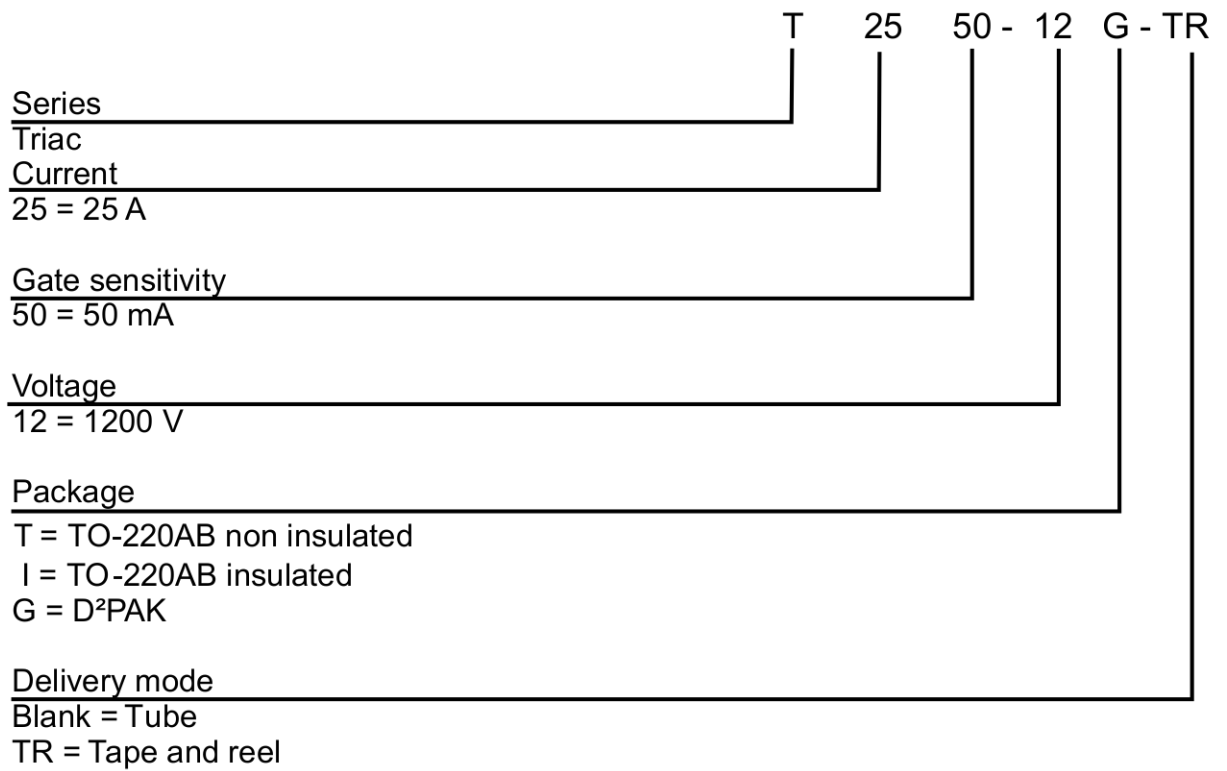 T 25 50 - 12 G - TR
Series
Triac
Current
25 = 25 A
Gate sensitivity
50 = 50 mA
Voltage
12 = 1200 V
Package
T = TO-220AB non insulated
I = TO-220AB insulated
G = D²PAK
Delivery mode
Blank = Tube
TR = Tape and reel